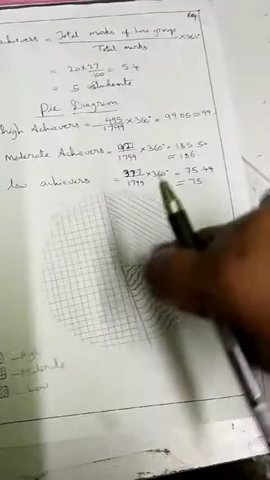 achievers = Total marks of low group × 360
Total marks
= 20 × 27/100 = 5.4
= 5 students
Pie Diagram
high Achievers = 495/1799 × 360° = 99.05 = 99
Moderate Achievers = /1799 × 360° = 185.50
= 186
low achievers = 377/1799 × 360° = 75.44
= 75
- High
- Moderate
- Low